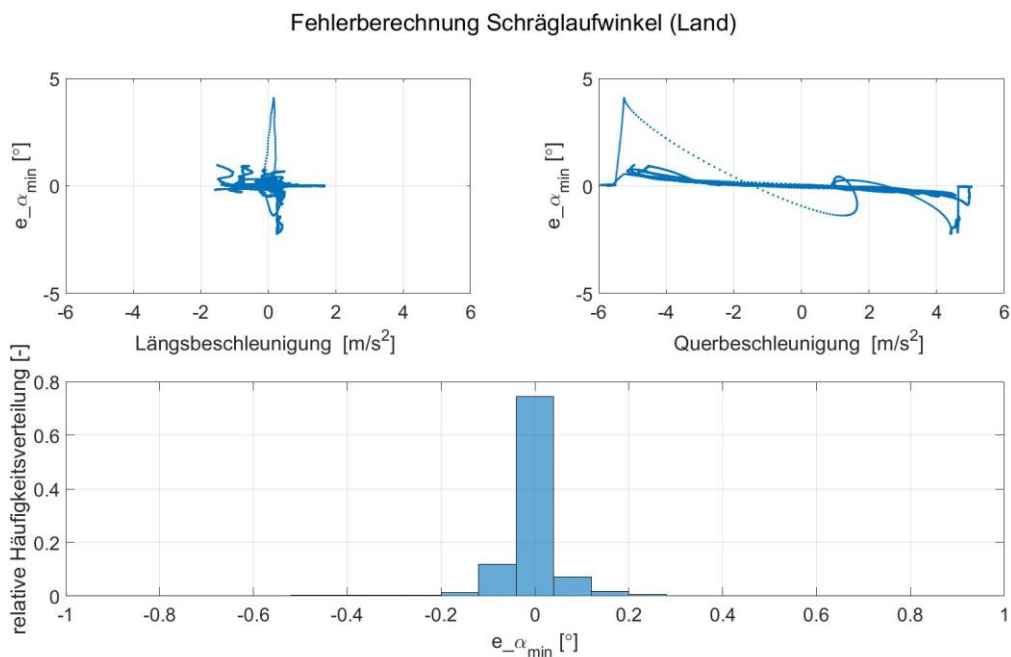 Fehlerberechnung Schräglaufwinkel (Land)
5
0
-5
e_α_min [°]
-6 -4 -2 0 2 4 6
Längsbeschleunigung [m/s²]
5
0
-5
e_α_min [°]
-6 -4 -2 0 2 4 6
Querbeschleunigung [m/s²]
relative Häufigkeitsverteilung [-]
0.8
0.6
0.4
0.2
0
-1 -0.8 -0.6 -0.4 -0.2 0 0.2 0.4 0.6 0.8 1
e_α_min [°]